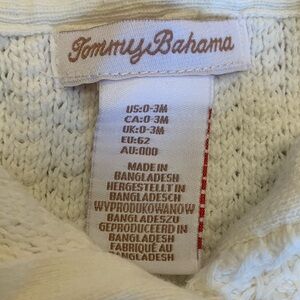 Tommy Bahama
US:0-3M
CA:0-3M
UK:0-3M
EU:62
AU:000
MADE IN
BANGLADESH
HERGESTELLT IN
BANGLADESCH
WYPRODUKOWANOW
BANGLADESZU
GEPRODUCEERD IN
BANGLADESH
FABRIQUÉ AU
BANGLADESH